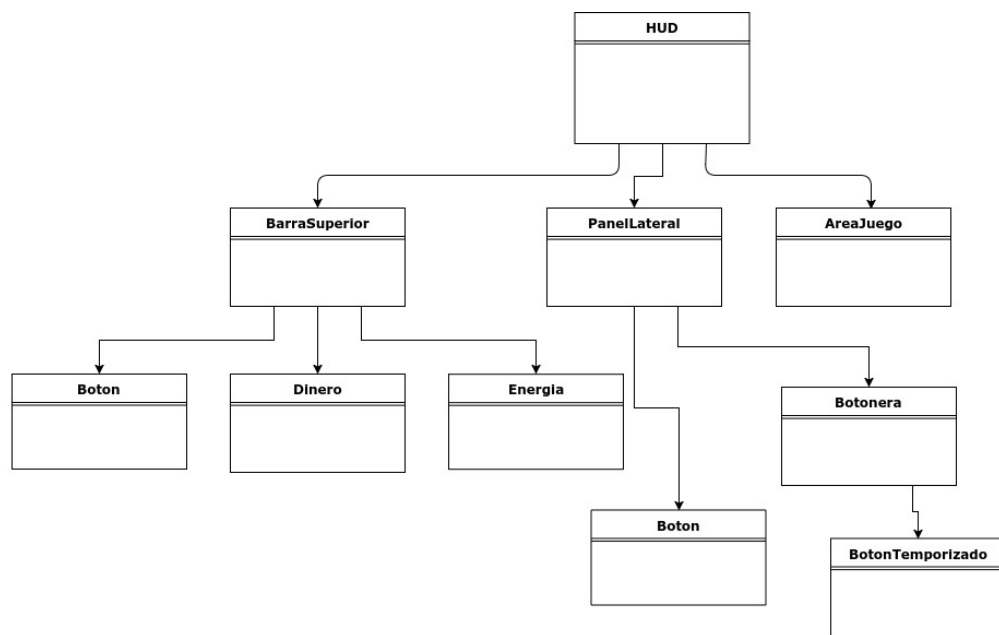 HUD
BarraSuperior
PanelLateral
AreaJuego
Boton
Dinero
Energia
Botonera
Boton
BotonTemporizado